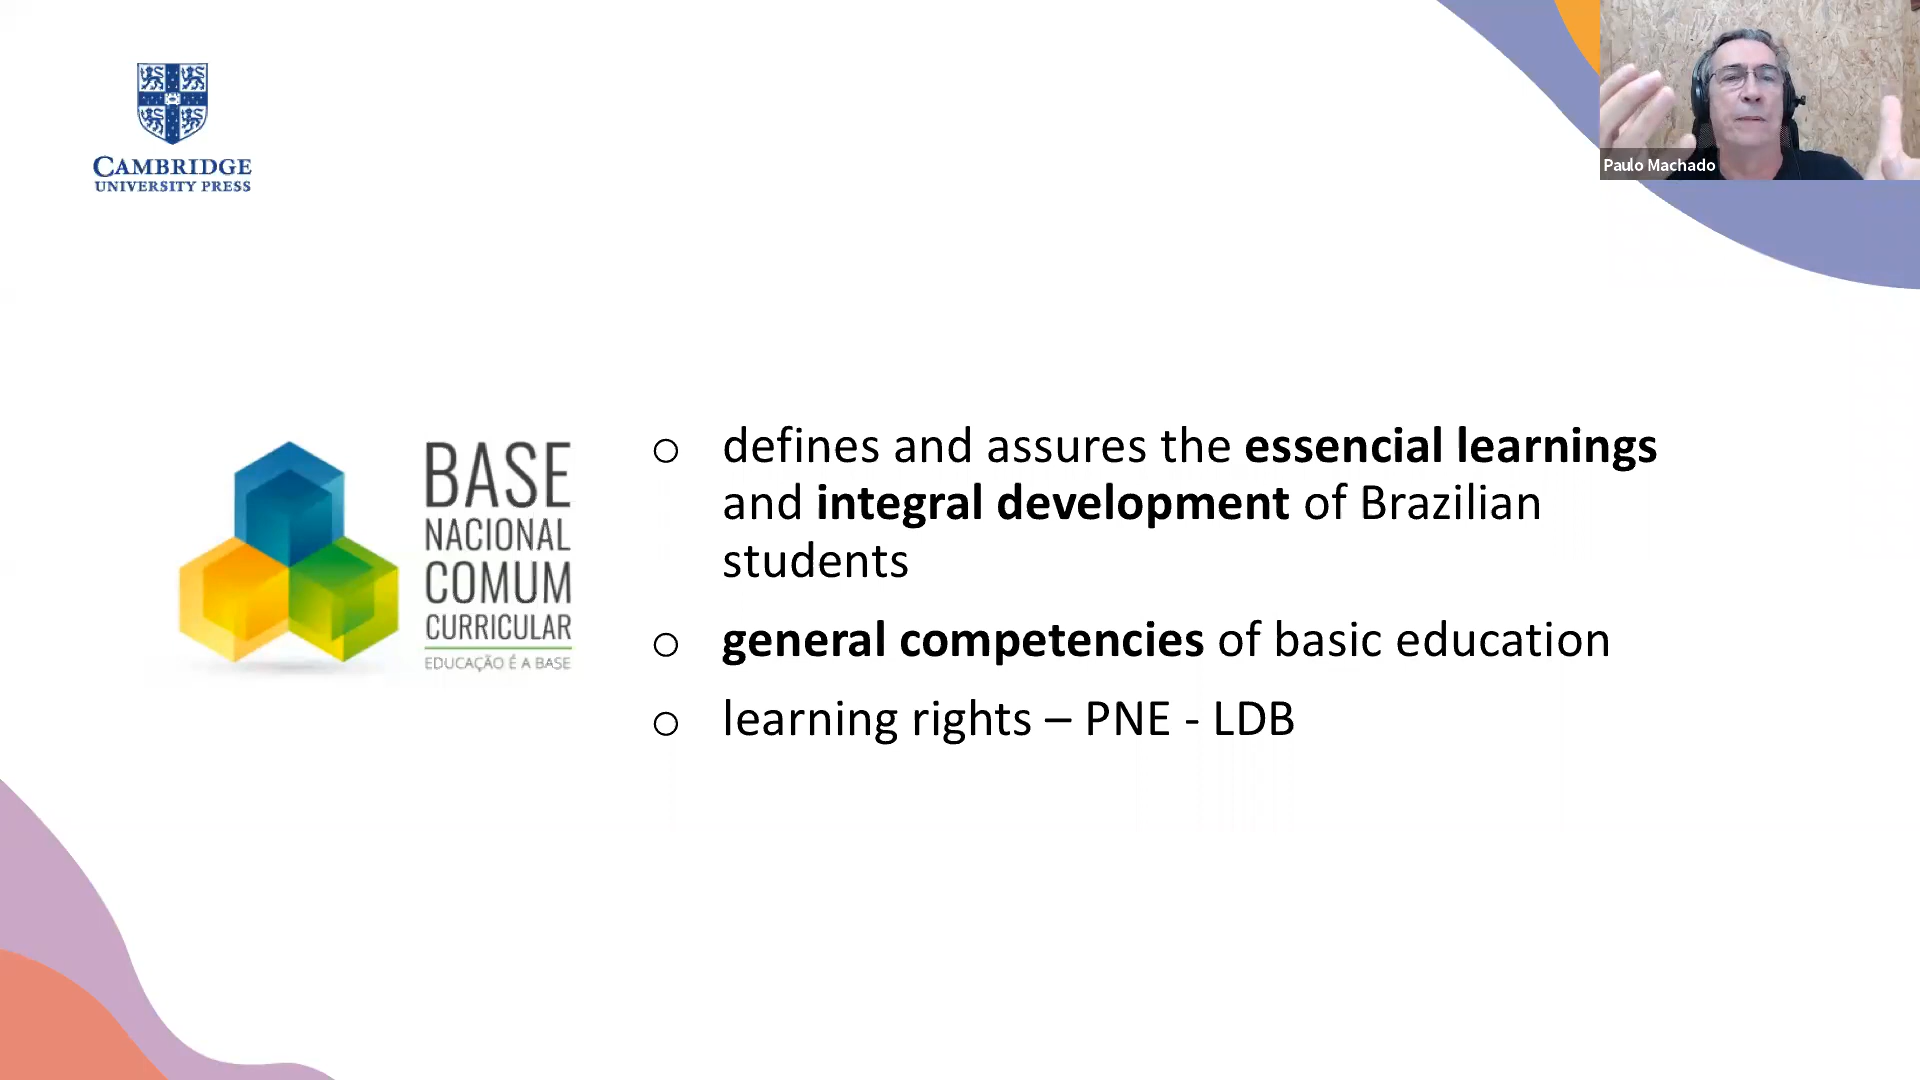 CAMBRIDGE
UNIVERSITY PRESS
Paulo Machado
BASE
NACIONAL
COMUM
CURRICULAR
EDUCAÇÃO É A BASE
o defines and assures the essencial learnings
and integral development of Brazilian
students
o general competencies of basic education
o learning rights – PNE - LDB